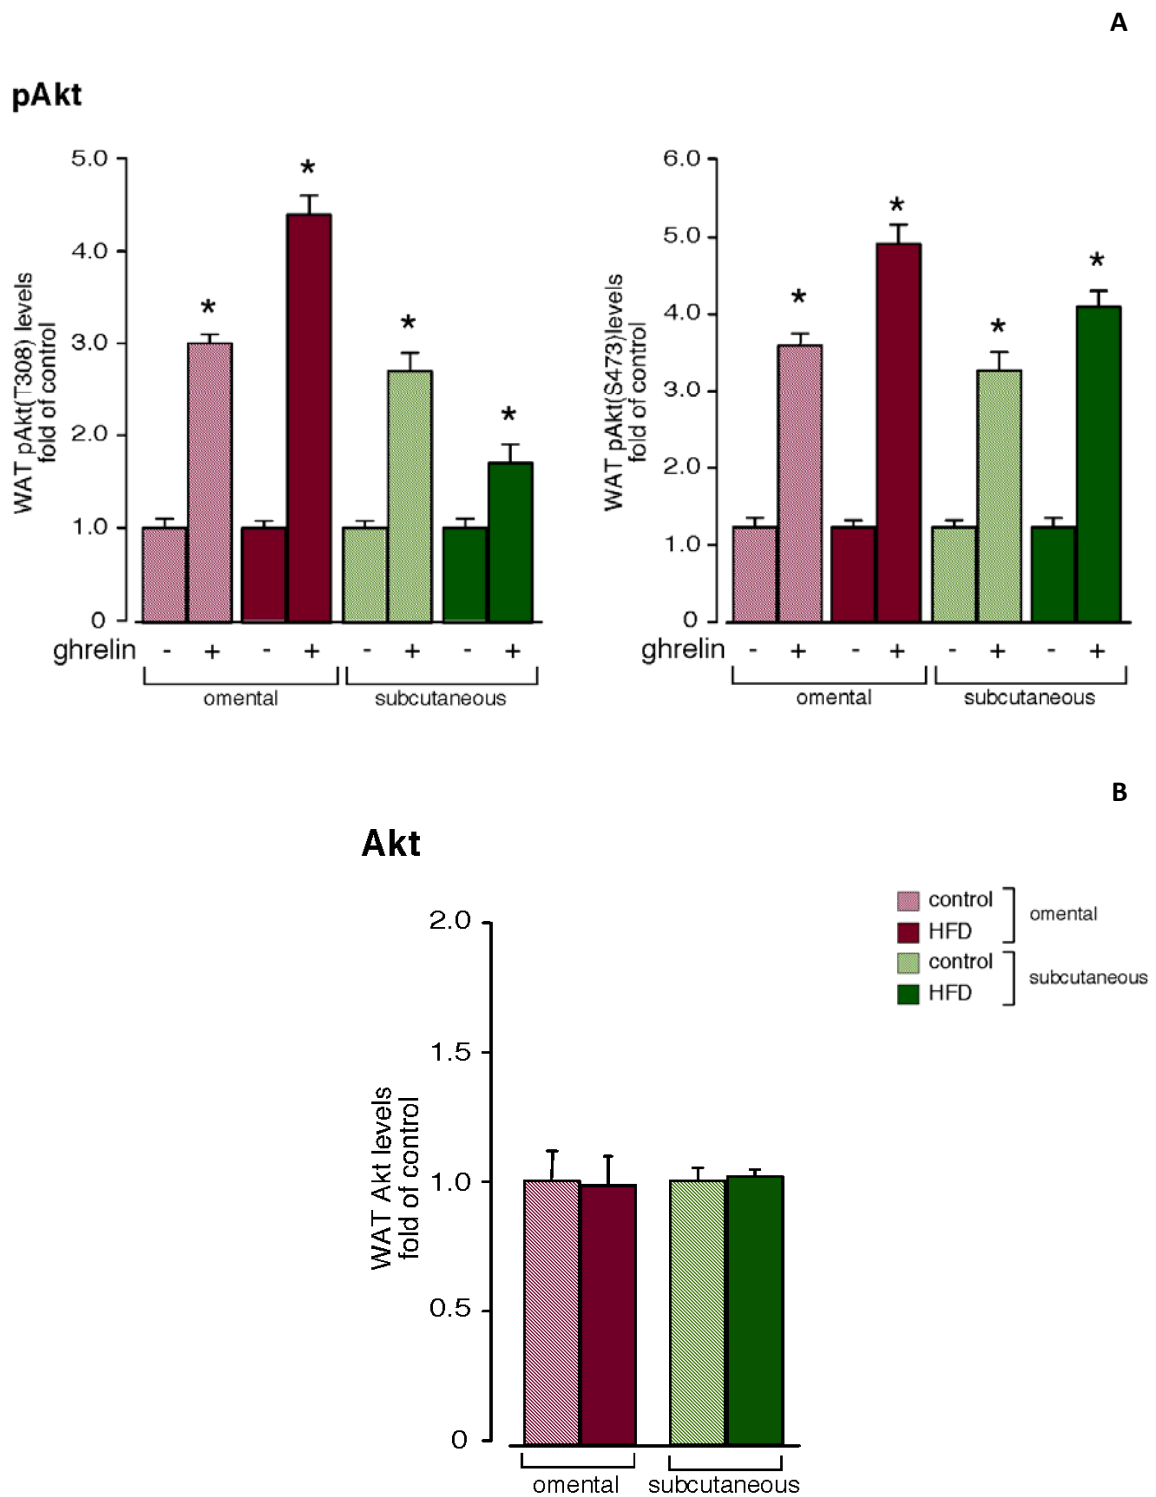 A
pAkt
WAT pAkt(T308) levels
fold of control
5.0
4.0
3.0
2.0
1.0
0
* * * *
ghrelin - + - + - + - +
omental subcutaneous
WAT pAkt(S473)levels
fold of control
6.0
5.0
4.0
3.0
2.0
1.0
0
* * * *
ghrelin - + - + - + - +
omental subcutaneous
B
Akt
WAT Akt levels
fold of control
2.0
1.5
1.0
0.5
0
omental subcutaneous
control
HFD
omental
control
HFD
subcutaneous